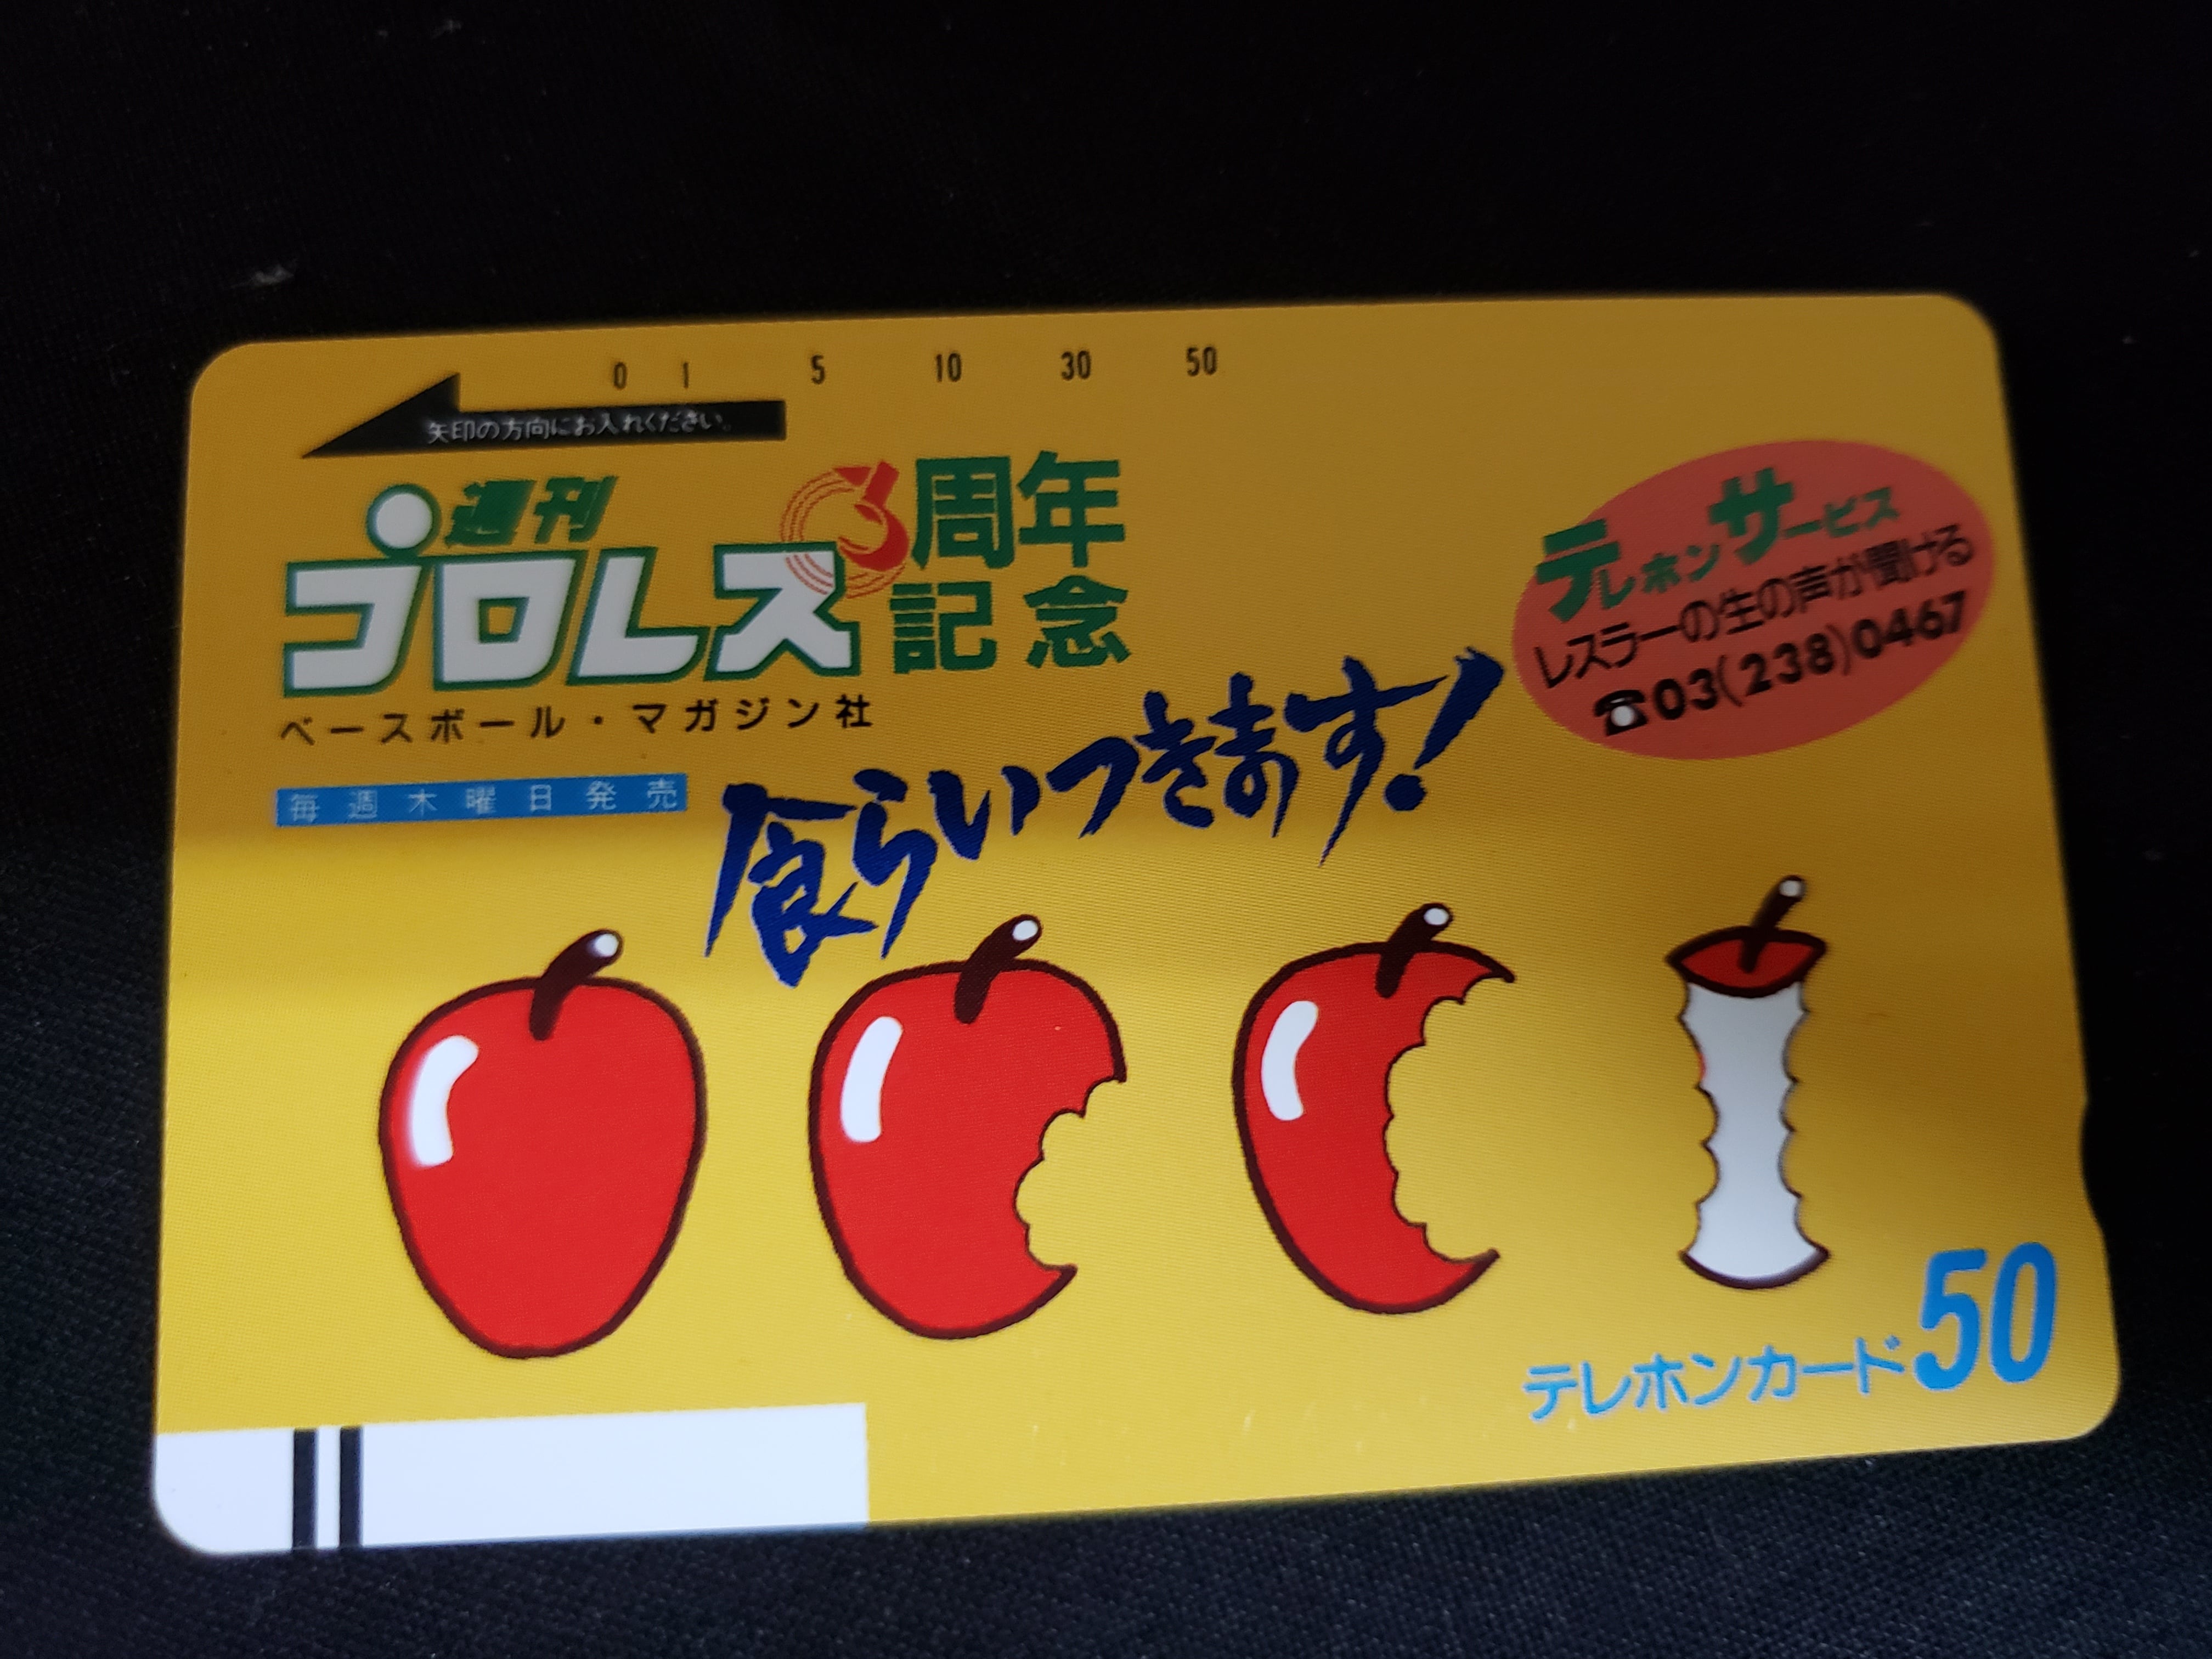 0 1 5 10 30 50
矢印の方向にお入れください。
週刊
プロレス
3周年
記念
ベースボール・マガジン社
毎週木曜日発売
テレホンサービス
レスラーの生の声が聞ける
☎03(238)0467
食らいつきます!
テレホンカード50